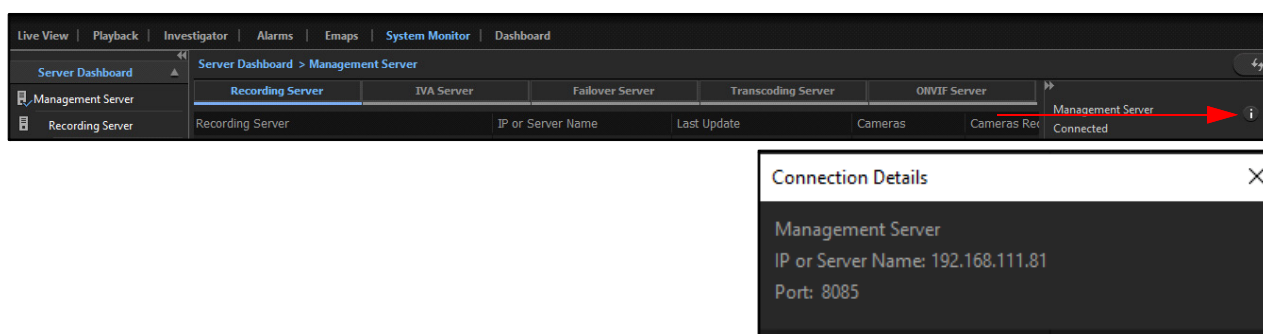 Live View | Playback | Investigator | Alarms | Emaps | System Monitor | Dashboard
Server Dashboard
Server Dashboard > Management Server
Management Server
Recording Server
Recording Server IVA Server Failover Server Transcoding Server ONVIF Server
Recording Server IP or Server Name Last Update Cameras Cameras Rec
Management Server
Connected
Connection Details
Management Server
IP or Server Name: 192.168.111.81
Port: 8085